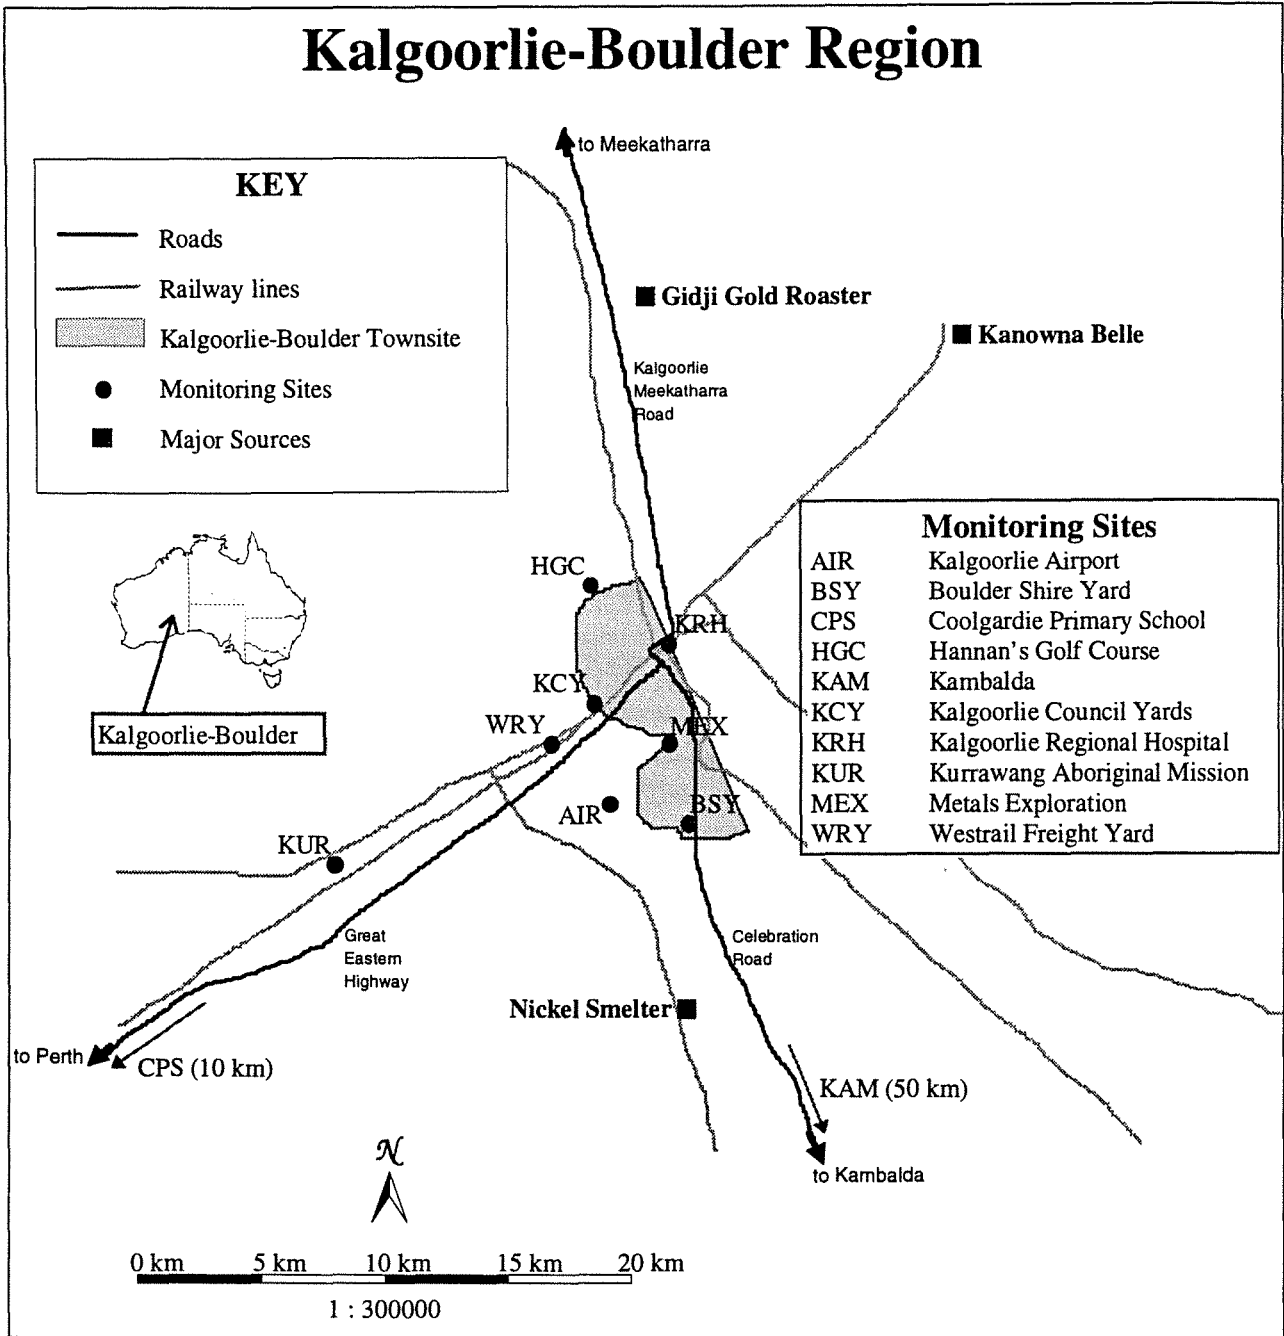 Kalgoorlie-Boulder Region
to Meekatharra
KEY
Roads
Railway lines
Kalgoorlie-Boulder Townsite
Monitoring Sites
Major Sources
Gidji Gold Roaster
Kanowna Belle
Kalgoorlie
Meekatharra
Road
Monitoring Sites
AIR Kalgoorlie Airport
BSY Boulder Shire Yard
CPS Coolgardie Primary School
HGC Hannan's Golf Course
KAM Kambalda
KCY Kalgoorlie Council Yards
KRH Kalgoorlie Regional Hospital
KUR Kurrawang Aboriginal Mission
MEX Metals Exploration
WRY Westrail Freight Yard
HGC
KRH
KCY
WRY
MEX
Kalgoorlie-Boulder
AIR
BSY
KUR
Great
Eastern
Highway
Celebration
Road
Nickel Smelter
to Perth
CPS (10 km)
KAM (50 km)
N
to Kambalda
0 km 5 km 10 km 15 km 20 km
1 : 300000